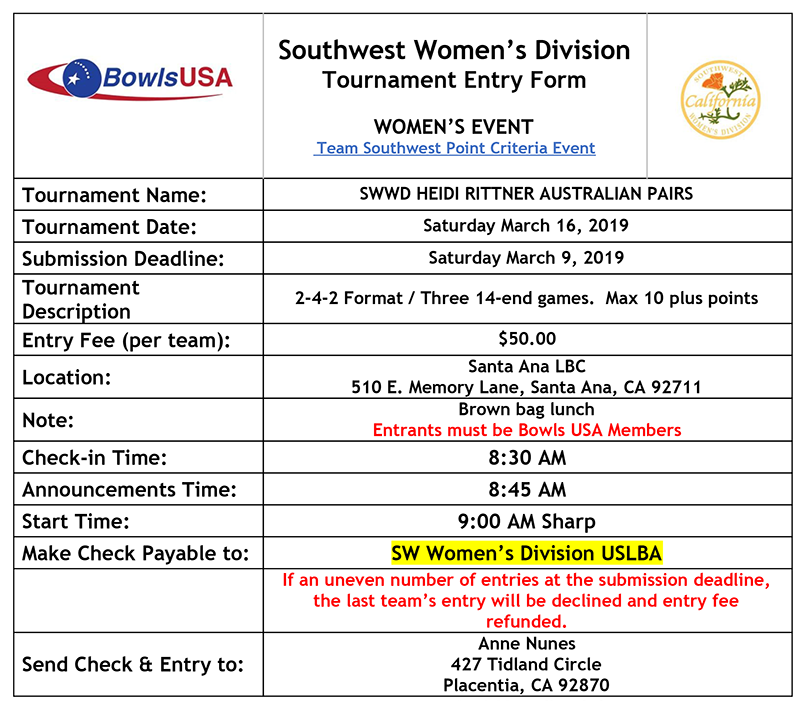 BowlsUSA
Southwest Women's Division
Tournament Entry Form
WOMEN'S EVENT
Team Southwest Point Criteria Event
SOUTHWEST
California
WOMEN'S DIVISION
Tournament Name:
SWWD HEIDI RITTNER AUSTRALIAN PAIRS
Tournament Date:
Saturday March 16, 2019
Submission Deadline:
Saturday March 9, 2019
Tournament
Description
2-4-2 Format / Three 14-end games.  Max 10 plus points
Entry Fee (per team):
$50.00
Location:
Santa Ana LBC
510 E. Memory Lane, Santa Ana, CA 92711
Note:
Brown bag lunch
Entrants must be Bowls USA Members
Check-in Time:
8:30 AM
Announcements Time:
8:45 AM
Start Time:
9:00 AM Sharp
Make Check Payable to:
SW Women's Division USLBA
If an uneven number of entries at the submission deadline,
the last team's entry will be declined and entry fee
refunded.
Send Check & Entry to:
Anne Nunes
427 Tidland Circle
Placentia, CA 92870